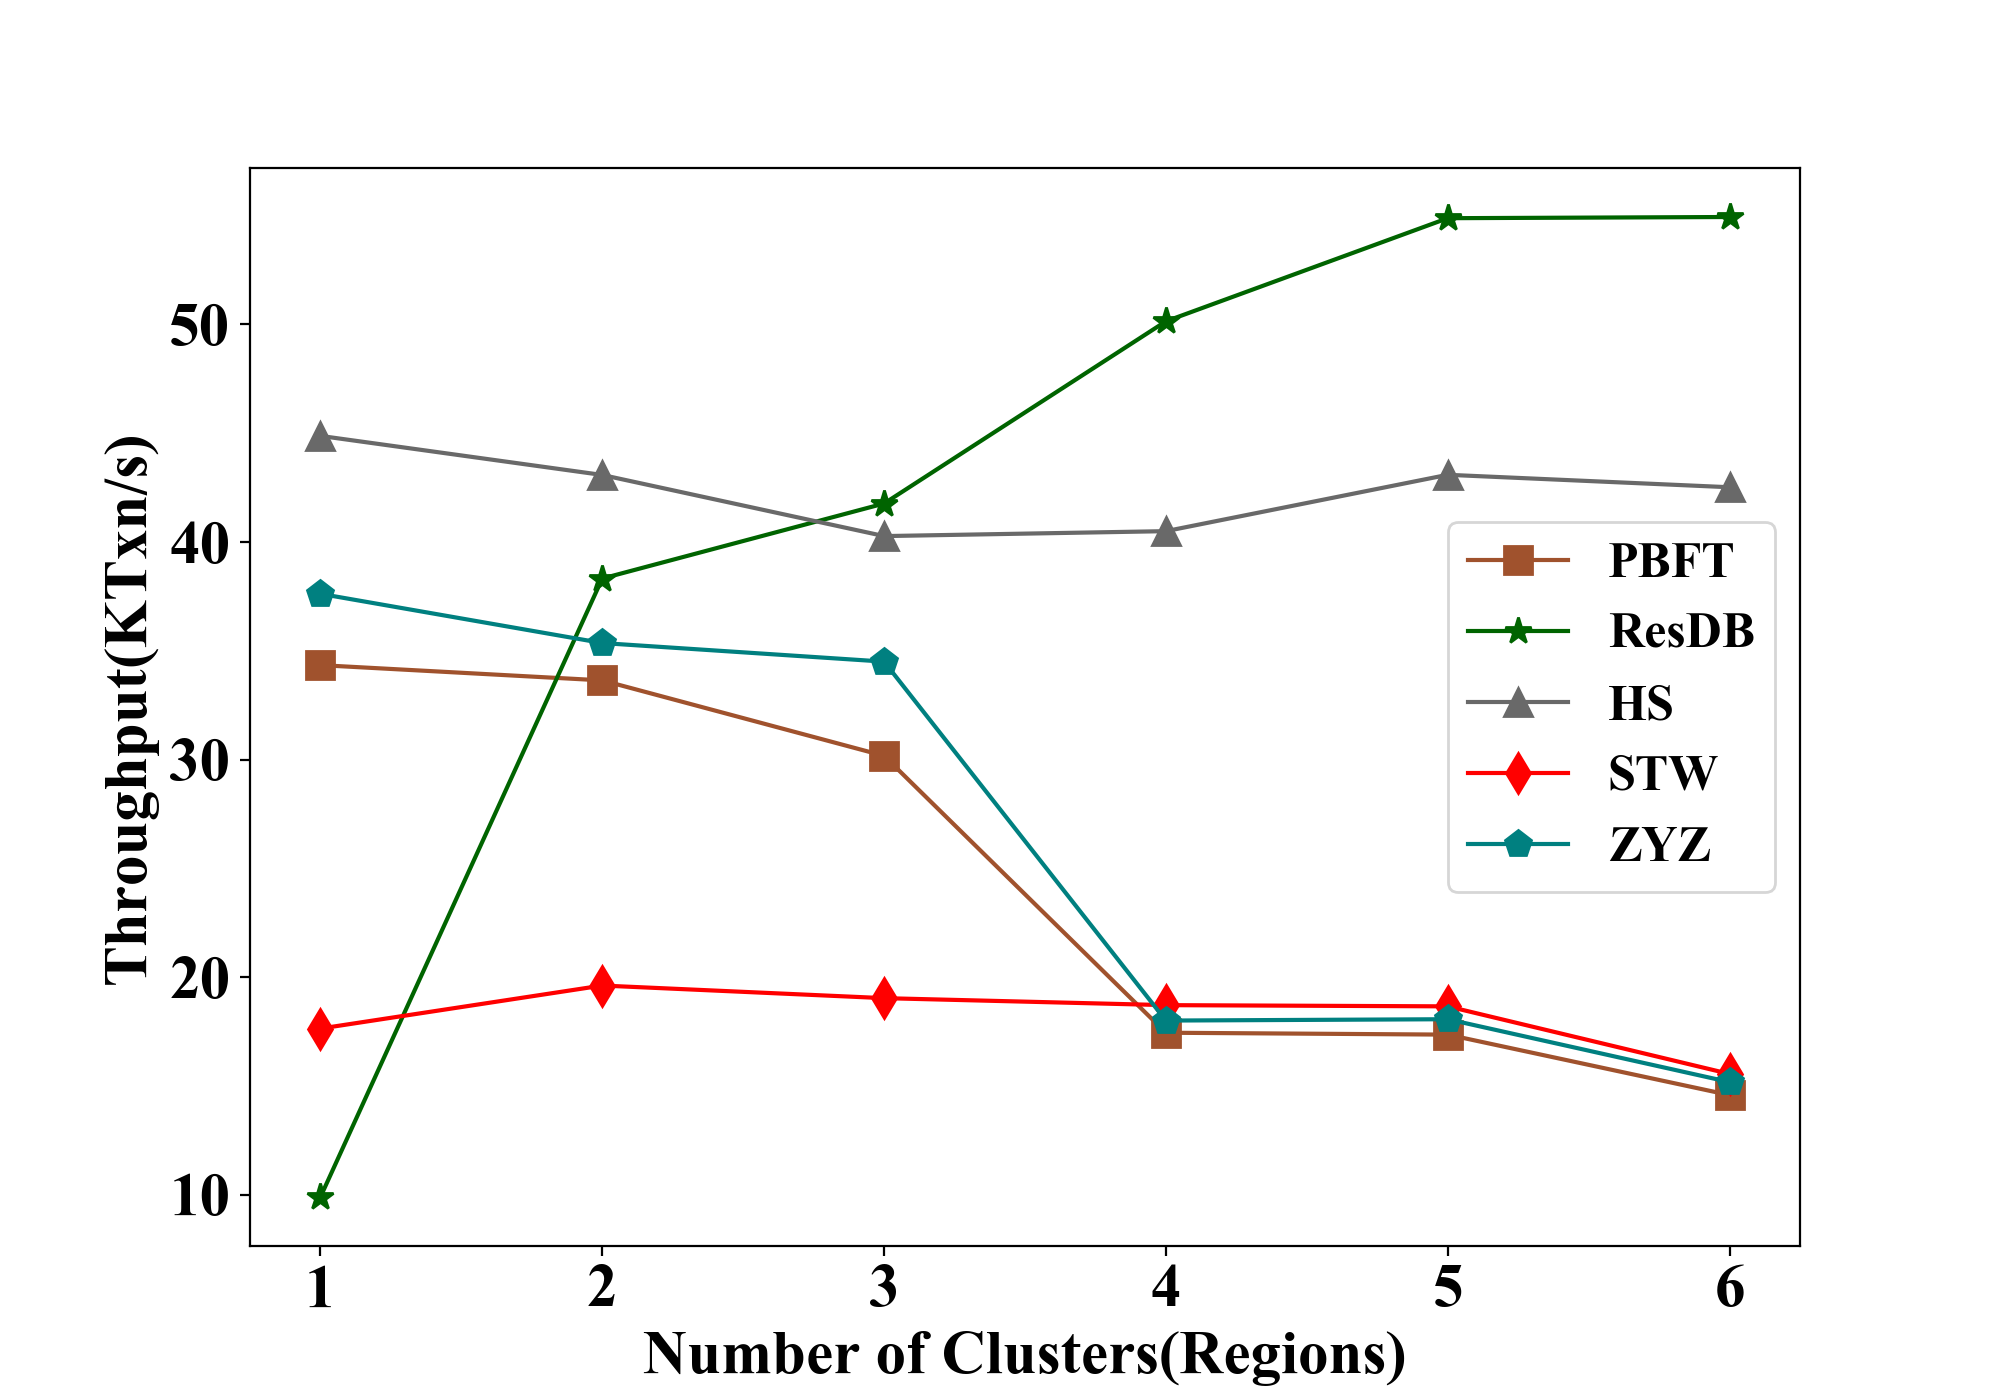 Throughput(KTxn/s)
50
40
30
20
10
1 2 3 4 5 6
Number of Clusters(Regions)
PBFT
ResDB
HS
STW
ZYZ